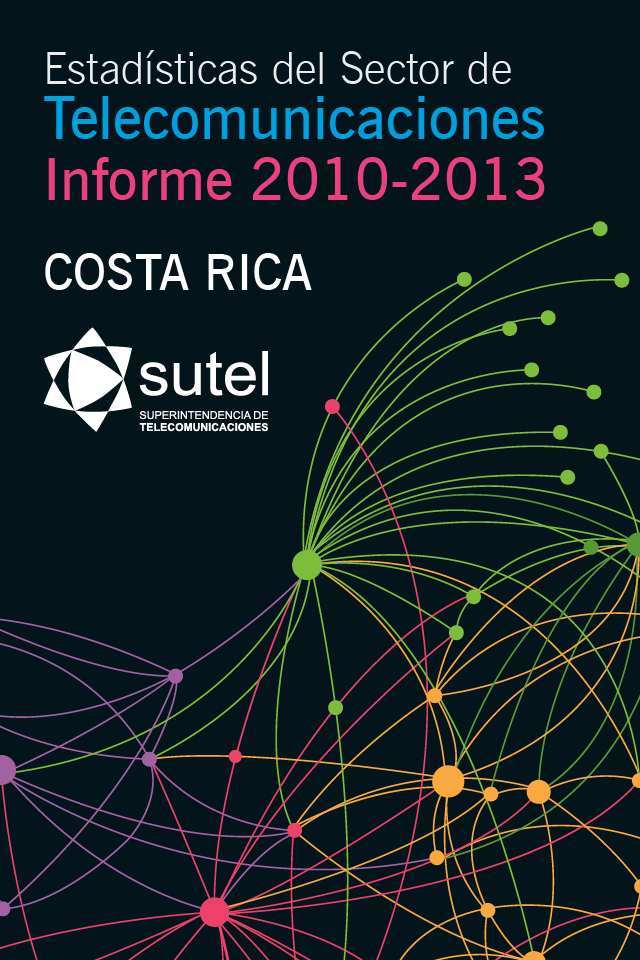 Estadísticas del Sector de
Telecomunicaciones
Informe 2010-2013
COSTA RICA
sutel
SUPERINTENDENCIA DE
TELECOMUNICACIONES